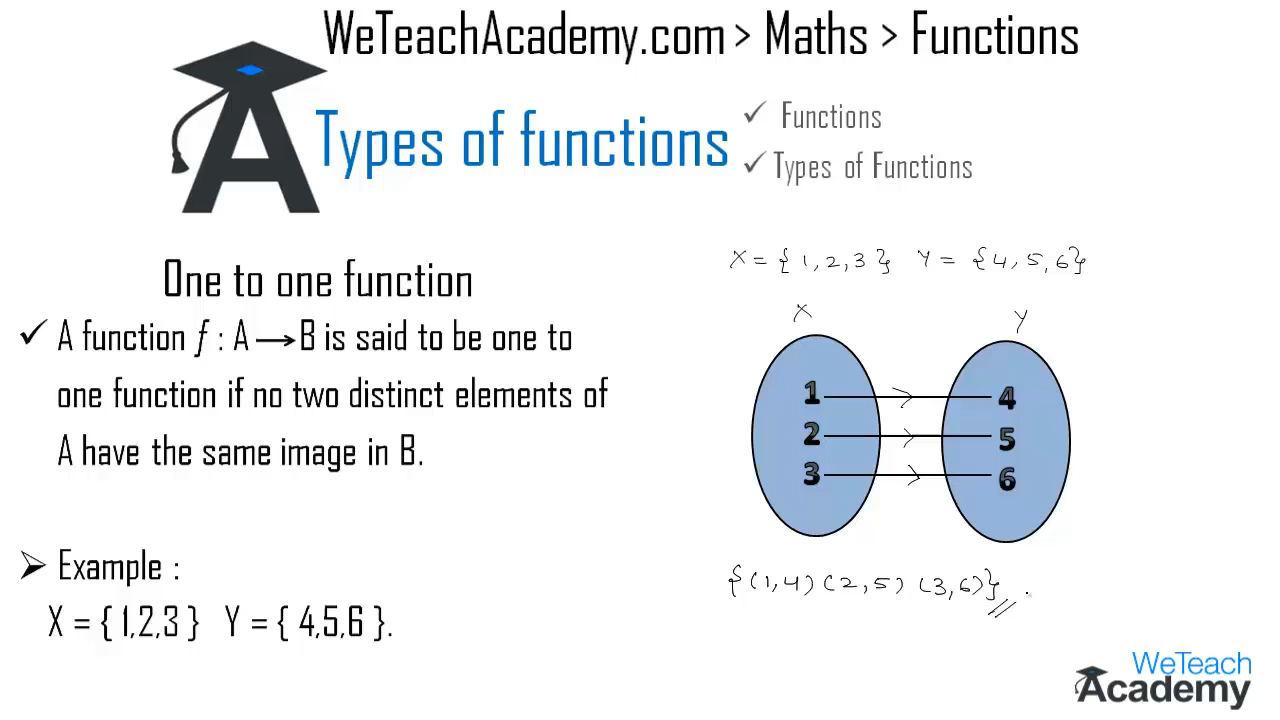 WeTeachAcademy.com > Maths > Functions
Types of functions
✓ Functions
✓ Types of Functions
One to one function
✓ A function ƒ : A ⟶ B is said to be one to
one function if no two distinct elements of
A have the same image in B.
➢ Example :
X = { 1,2,3 } Y = { 4,5,6 }.
X = { 1, 2, 3 } Y = { 4, 5, 6 }
X Y
1 4
2 5
3 6
{ (1,4) (2,5) (3,6) }
WeTeach
Academy